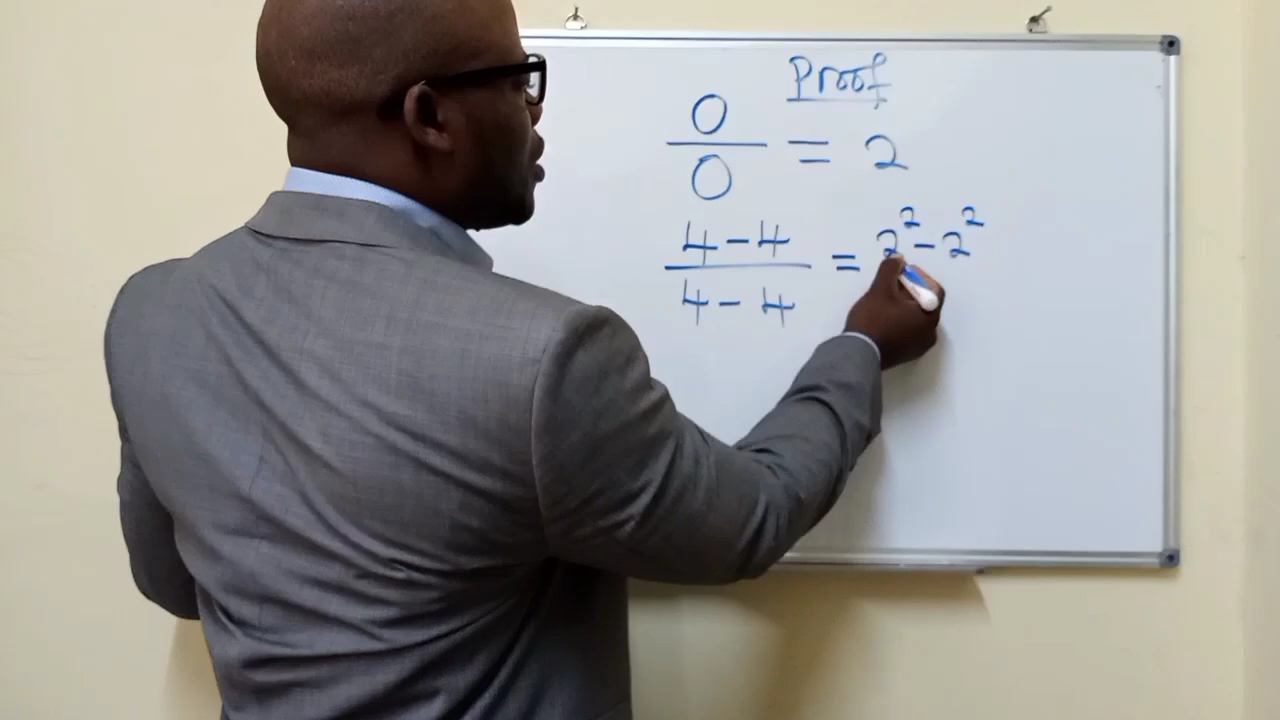 Proof
0/0 = 2
4-4/4-4 = 2²-2²